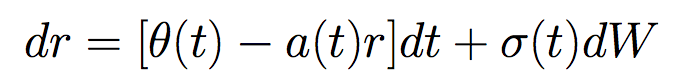 dr = [θ(t) − a(t)r]dt + σ(t)dW